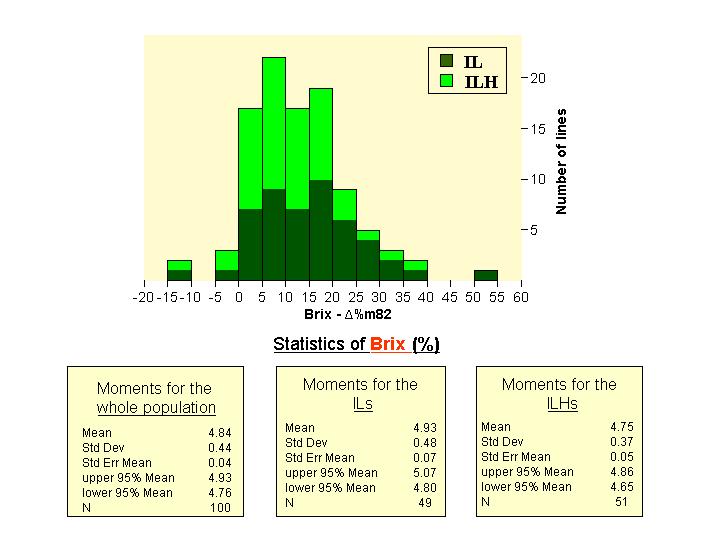 IL
ILH
20
15
10
5
Number of lines
-20 -15 -10 -5 0 5 10 15 20 25 30 35 40 45 50 55 60
Brix - Δ%m82
Statistics of Brix (%)
Moments for the
whole population
Mean 4.84
Std Dev 0.44
Std Err Mean 0.04
upper 95% Mean 4.93
lower 95% Mean 4.76
N 100
Moments for the
ILs
Mean 4.93
Std Dev 0.48
Std Err Mean 0.07
upper 95% Mean 5.07
lower 95% Mean 4.80
N 49
Moments for the
ILHs
Mean 4.75
Std Dev 0.37
Std Err Mean 0.05
upper 95% Mean 4.86
lower 95% Mean 4.65
N 51